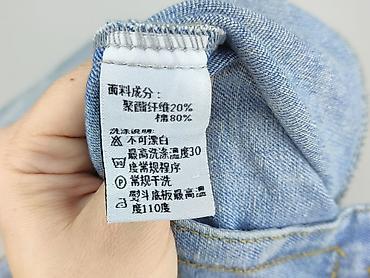 面料成分：
聚酯纤维20%
棉80%
洗涤说明：
不可漂白
最高洗涤温度30
度常规程序
P 常规干洗
熨斗底板最高温
度110度